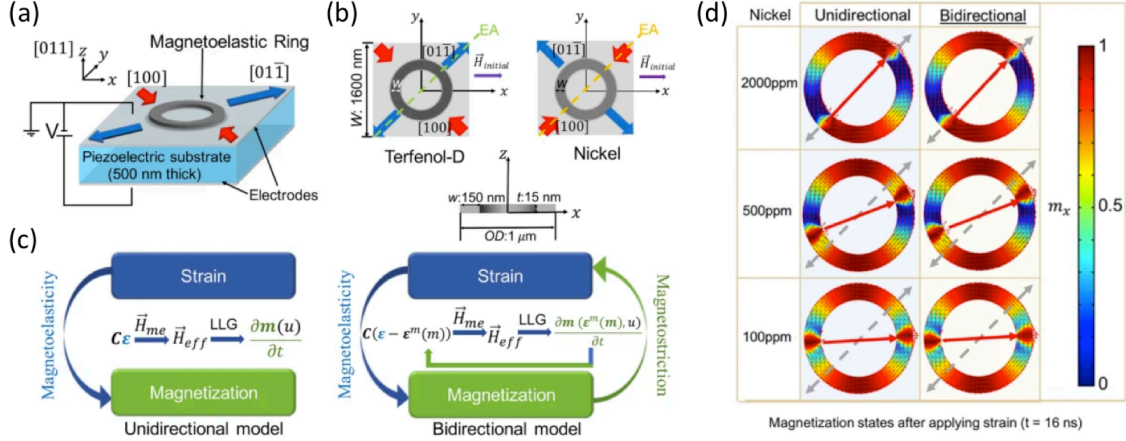 (a)
[011]
z
y
x
Magnetoelastic Ring
[100]
[011̅]
V
Piezoelectric substrate
(500 nm thick)
Electrodes
(b)
y
EA
[011̅]
H⃗initial
W: 1600 nm
w
x
[100]
Terfenol-D
y
EA
[011̅]
H⃗initial
x
[100]
Nickel
z
w:150 nm
t:15 nm
x
OD:1 μm
(c)
Magnetoelasticity
Strain
Cε
H⃗me
H⃗eff
LLG
∂m(u)
∂t
Magnetization
Unidirectional model
Magnetoelasticity
Strain
C(ε − εᵐ(m))
H⃗me
H⃗eff
LLG
∂m (εᵐ(m), u)
∂t
Magnetization
Magnetostriction
Bidirectional model
(d)
Nickel
Unidirectional
Bidirectional
2000ppm
500ppm
100ppm
1
0.5
0
mx
Magnetization states after applying strain (t = 16 ns)